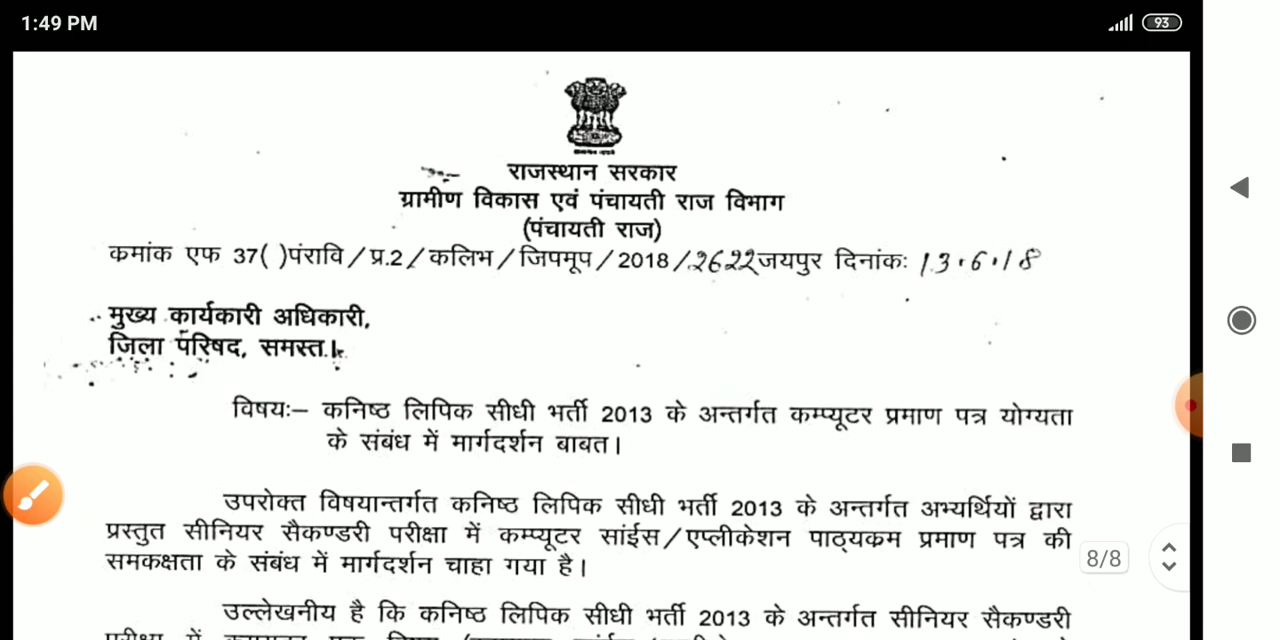 1:49 PM
93
राजस्थान सरकार
ग्रामीण विकास एवं पंचायती राज विभाग
(पंचायती राज)
कमांक एफ 37( )पंरावि/प्र.2/कलिभ/जिपमूप/2018/2622जयपुर दिनांकः 13.6.18
मुख्य कार्यकारी अधिकारी,
जिला परिषद, समस्त।
विषयः– कनिष्ठ लिपिक सीधी भर्ती 2013 के अन्तर्गत कम्प्यूटर प्रमाण पत्र योग्यता
के संबंध में मार्गदर्शन बाबत।
उपरोक्त विषयान्तर्गत कनिष्ठ लिपिक सीधी भर्ती 2013 के अन्तर्गत अभ्यर्थियों द्वारा
प्रस्तुत सीनियर सैकण्डरी परीक्षा में कम्प्यूटर सांईस/एप्लीकेशन पाठ्यक्रम प्रमाण पत्र की
समकक्षता के संबंध में मार्गदर्शन चाहा गया है।
8/8
उल्लेखनीय है कि कनिष्ठ लिपिक सीधी भर्ती 2013 के अन्तर्गत सीनियर सैकण्डरी